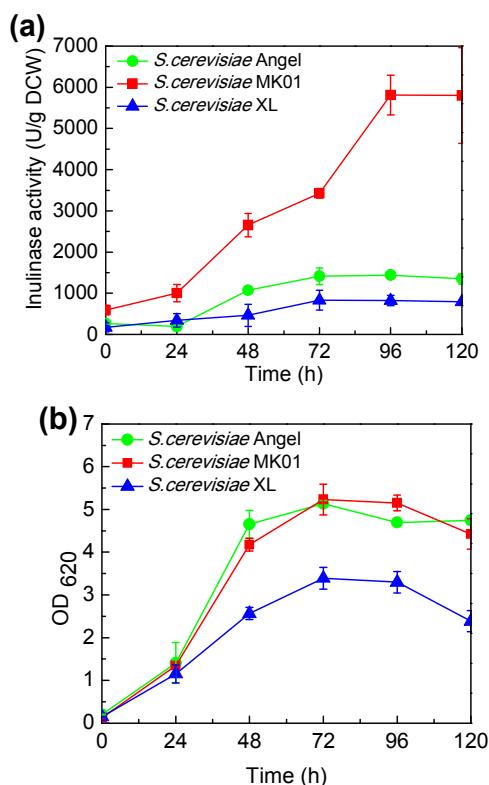 (a)
7000
6000
5000
4000
3000
2000
1000
0
Inulinase activity (U/g DCW)
S.cerevisiae Angel
S.cerevisiae MK01
S.cerevisiae XL
0 24 48 72 96 120
Time (h)
(b)
7
6
5
4
3
2
1
0
OD 620
S.cerevisiae Angel
S.cerevisiae MK01
S.cerevisiae XL
0 24 48 72 96 120
Time (h)